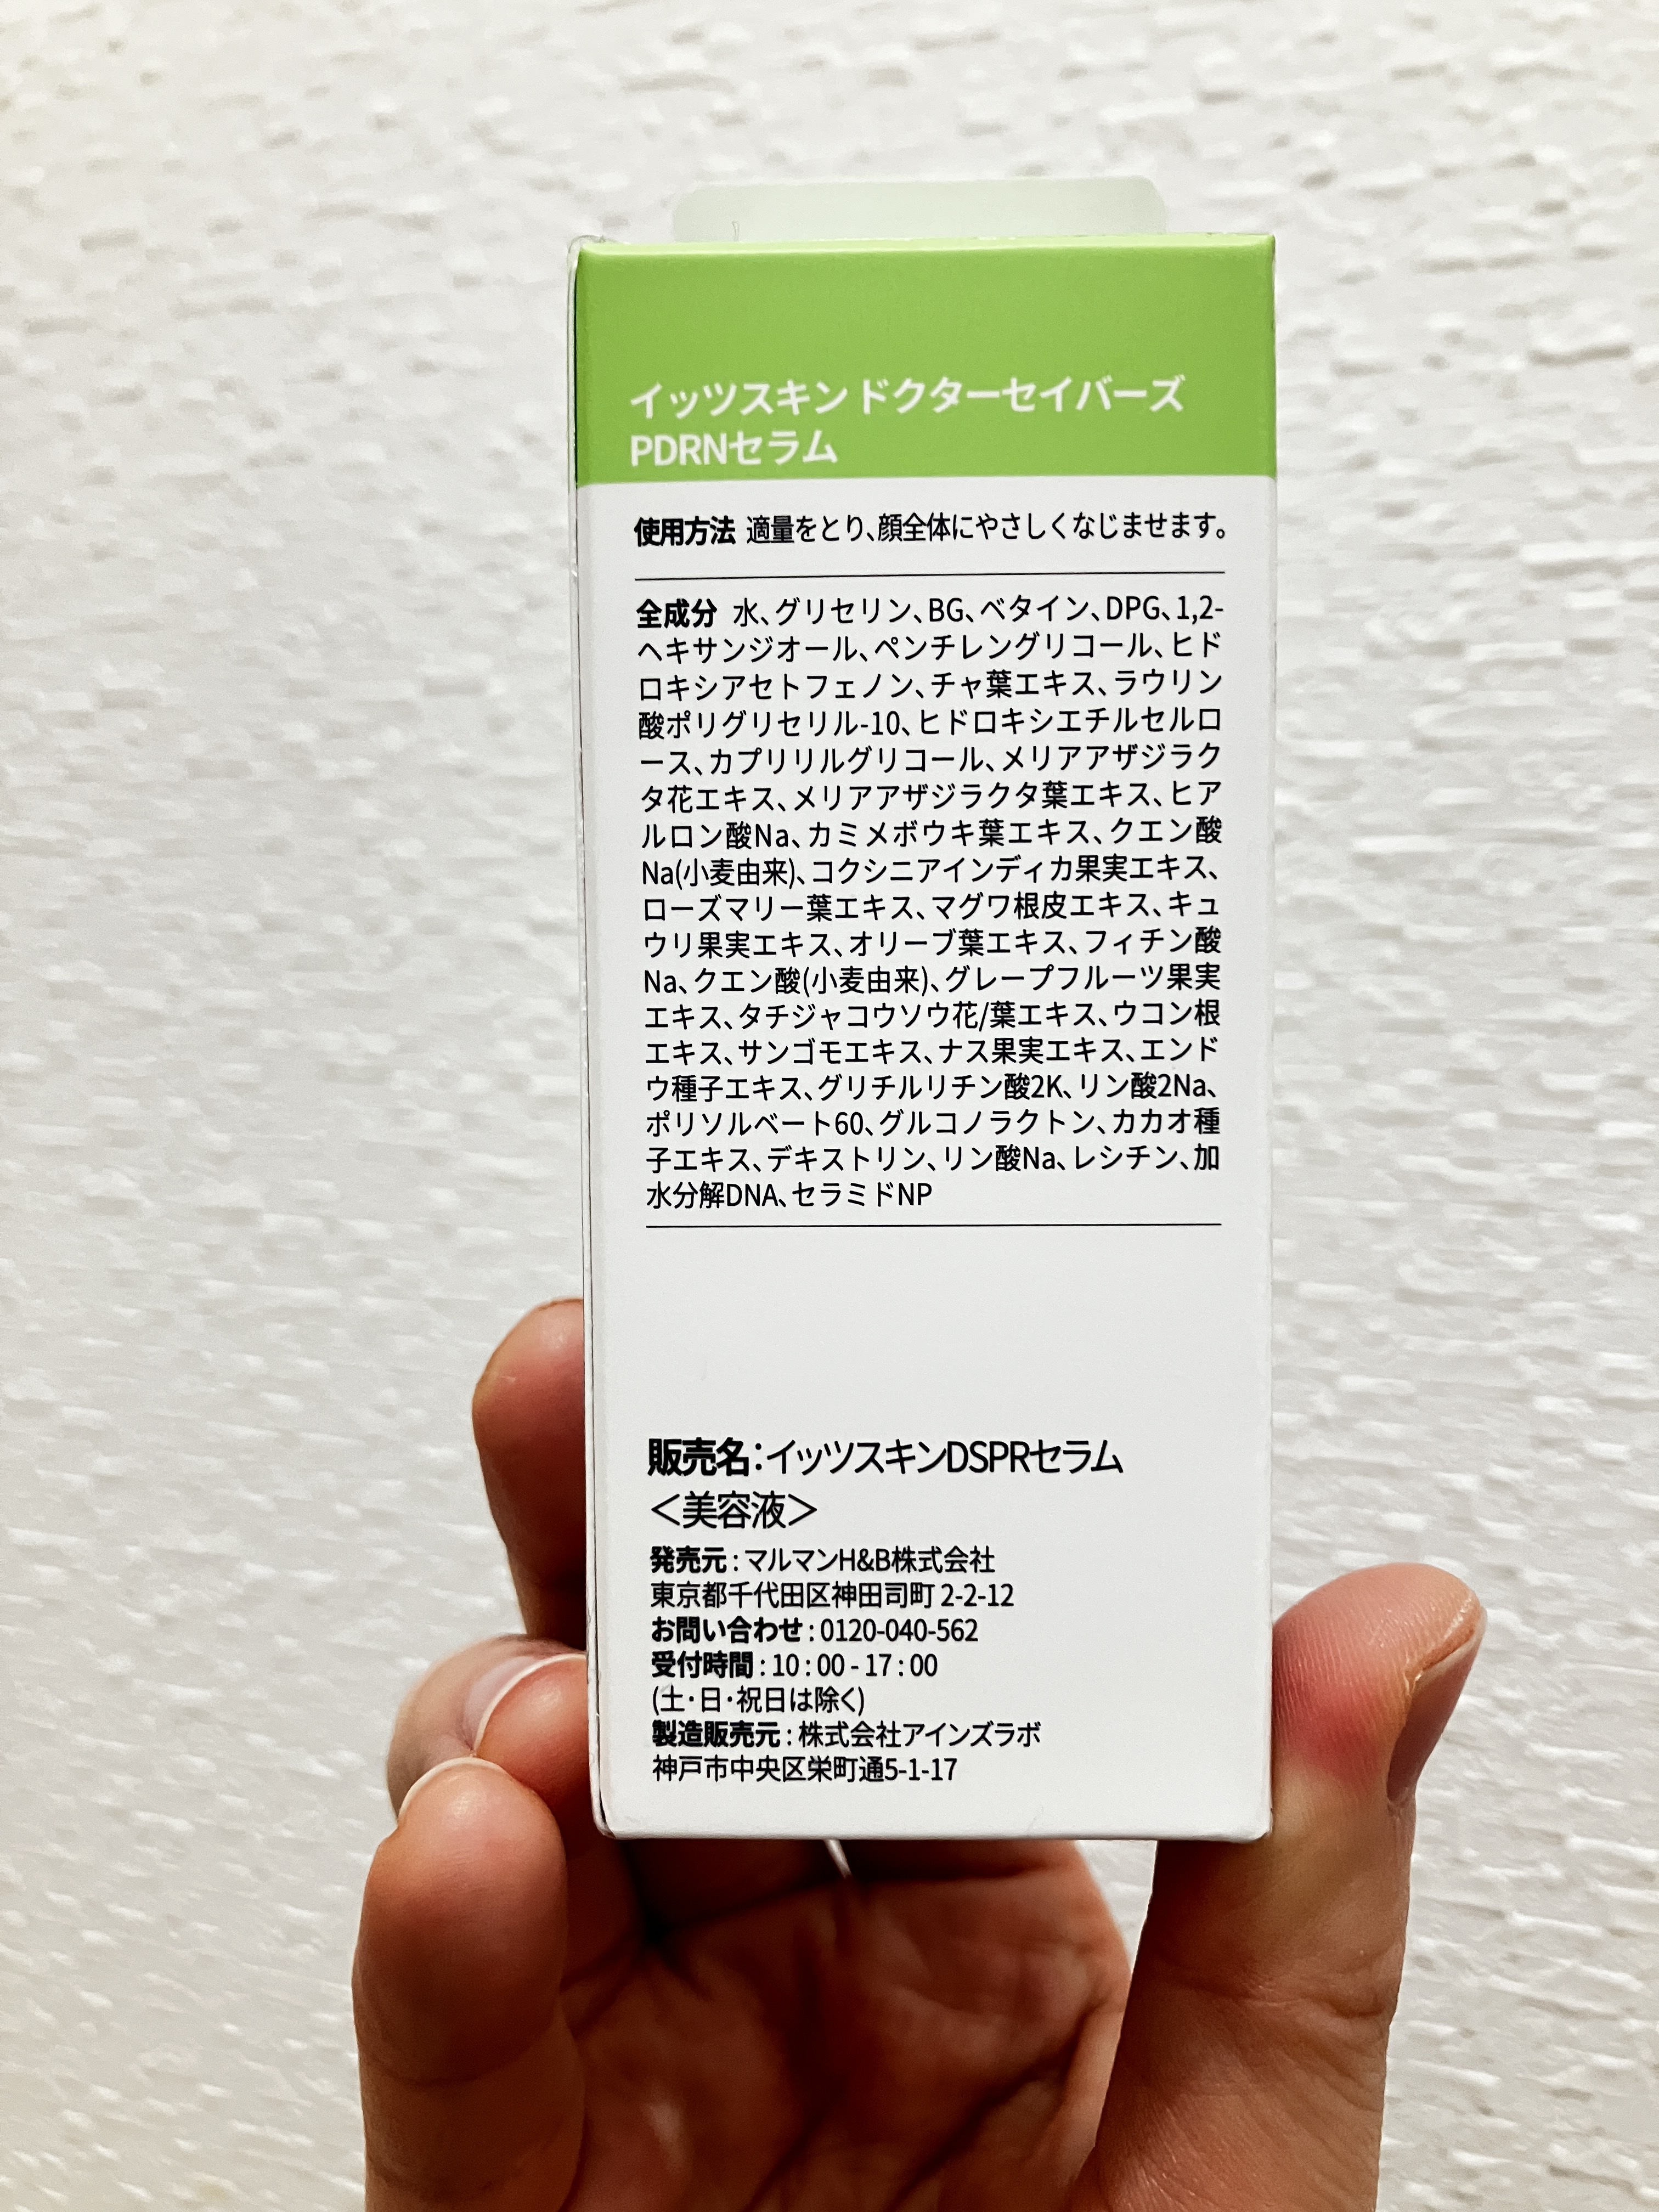 イッツスキン ドクターセイバーズ
PDRNセラム
使用方法 適量をとり、顔全体にやさしくなじませます。
全成分 水、グリセリン、BG、ベタイン、DPG、1,2-
ヘキサンジオール、ペンチレングリコール、ヒド
ロキシアセトフェノン、チャ葉エキス、ラウリン
酸ポリグリセリル-10、ヒドロキシエチルセルロ
ース、カプリリルグリコール、メリアアザジラク
タ花エキス、メリアアザジラクタ葉エキス、ヒア
ルロン酸Na、カミメボウキ葉エキス、クエン酸
Na(小麦由来)、コクシニアインディカ果実エキス、
ローズマリー葉エキス、マグワ根皮エキス、キュ
ウリ果実エキス、オリーブ葉エキス、フィチン酸
Na、クエン酸(小麦由来)、グレープフルーツ果実
エキス、タチジャコウソウ花/葉エキス、ウコン根
エキス、サンゴモエキス、ナス果実エキス、エンド
ウ種子エキス、グリチルリチン酸2K、リン酸2Na、
ポリソルベート60、グルコノラクトン、カカオ種
子エキス、デキストリン、リン酸Na、レシチン、加
水分解DNA、セラミドNP
販売名：イッツスキンDSPRセラム
＜美容液＞
発売元 : マルマンH&B株式会社
東京都千代田区神田司町 2-2-12
お問い合わせ : 0120-040-562
受付時間 : 10 : 00 - 17 : 00
(土・日・祝日は除く)
製造販売元 : 株式会社アインズラボ
神戸市中央区栄町通5-1-17